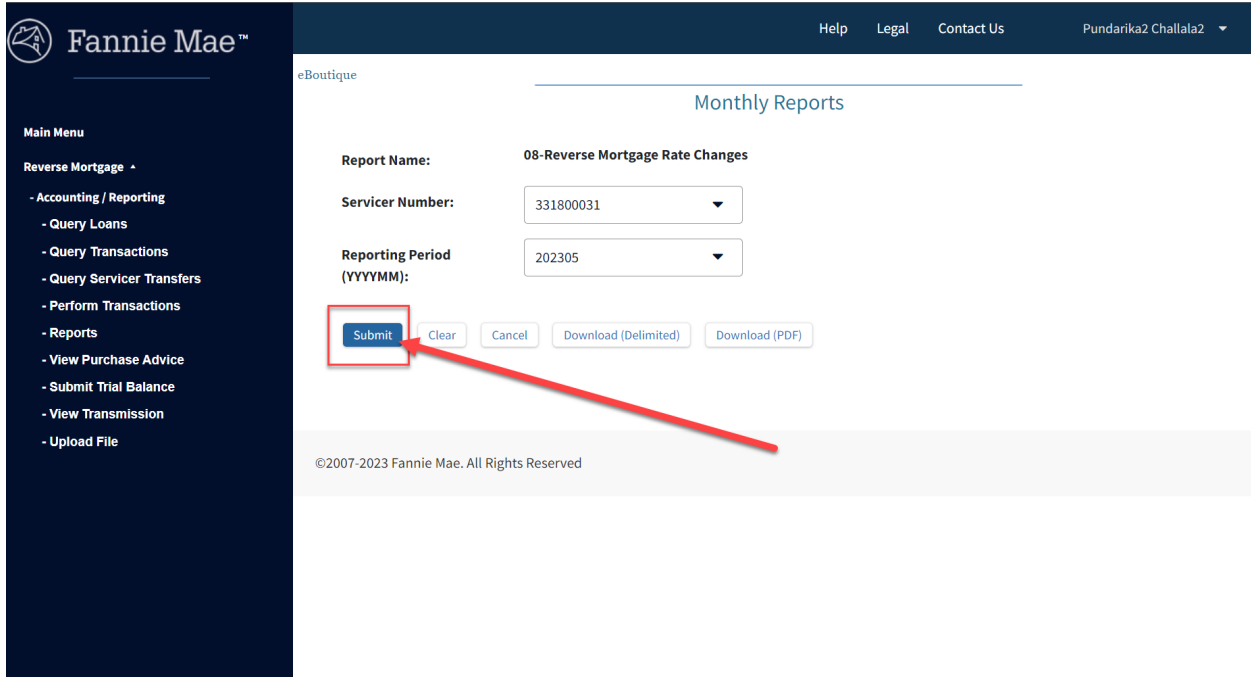 Fannie Mae™
Help Legal Contact Us Pundarika2 Challala2
eBoutique
Monthly Reports
Main Menu
Reverse Mortgage
- Accounting / Reporting
- Query Loans
- Query Transactions
- Query Servicer Transfers
- Perform Transactions
- Reports
- View Purchase Advice
- Submit Trial Balance
- View Transmission
- Upload File
Report Name: 08-Reverse Mortgage Rate Changes
Servicer Number: 331800031
Reporting Period
(YYYYMM): 202305
Submit Clear Cancel Download (Delimited) Download (PDF)
©2007-2023 Fannie Mae. All Rights Reserved